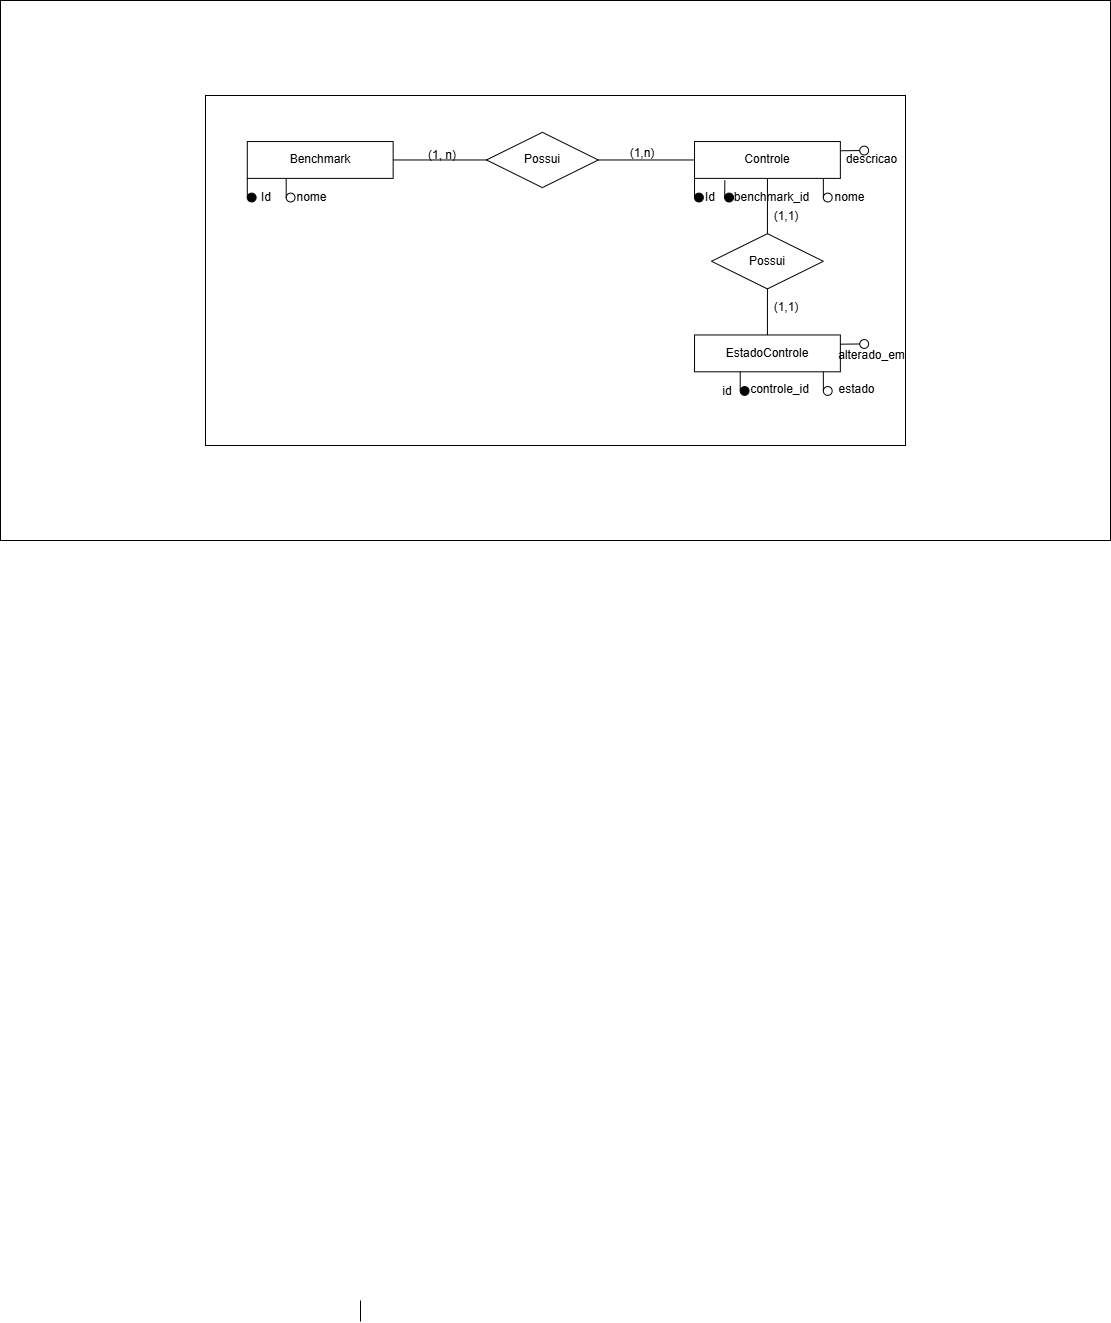 Benchmark
(1, n)
Possui
(1,n)
Controle
descricao
Id
nome
Id
benchmark_id
nome
(1,1)
Possui
(1,1)
EstadoControle
alterado_em
id
controle_id
estado